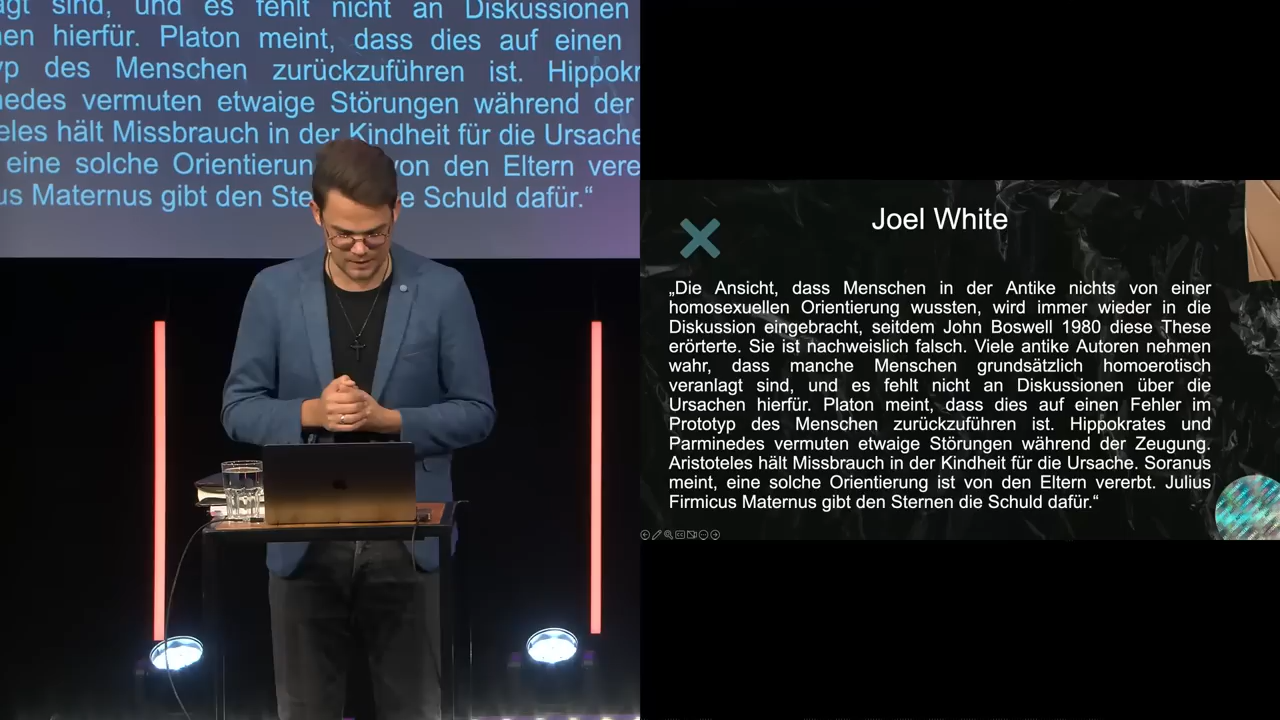 agt sind, und es fehlt nicht an Diskussionen
en hierfür. Platon meint, dass dies auf einen
yp des Menschen zurückzuführen ist. Hippokr
nedes vermuten etwaige Störungen während der
eles hält Missbrauch in der Kindheit für die Ursache
eine solche Orientierun von den Eltern vere
us Maternus gibt den Ste e Schuld dafür.“
Joel White
„Die Ansicht, dass Menschen in der Antike nichts von einer
homosexuellen Orientierung wussten, wird immer wieder in die
Diskussion eingebracht, seitdem John Boswell 1980 diese These
erörterte. Sie ist nachweislich falsch. Viele antike Autoren nehmen
wahr, dass manche Menschen grundsätzlich homoerotisch
veranlagt sind, und es fehlt nicht an Diskussionen über die
Ursachen hierfür. Platon meint, dass dies auf einen Fehler im
Prototyp des Menschen zurückzuführen ist. Hippokrates und
Parminedes vermuten etwaige Störungen während der Zeugung.
Aristoteles hält Missbrauch in der Kindheit für die Ursache. Soranus
meint, eine solche Orientierung ist von den Eltern vererbt. Julius
Firmicus Maternus gibt den Sternen die Schuld dafür.“